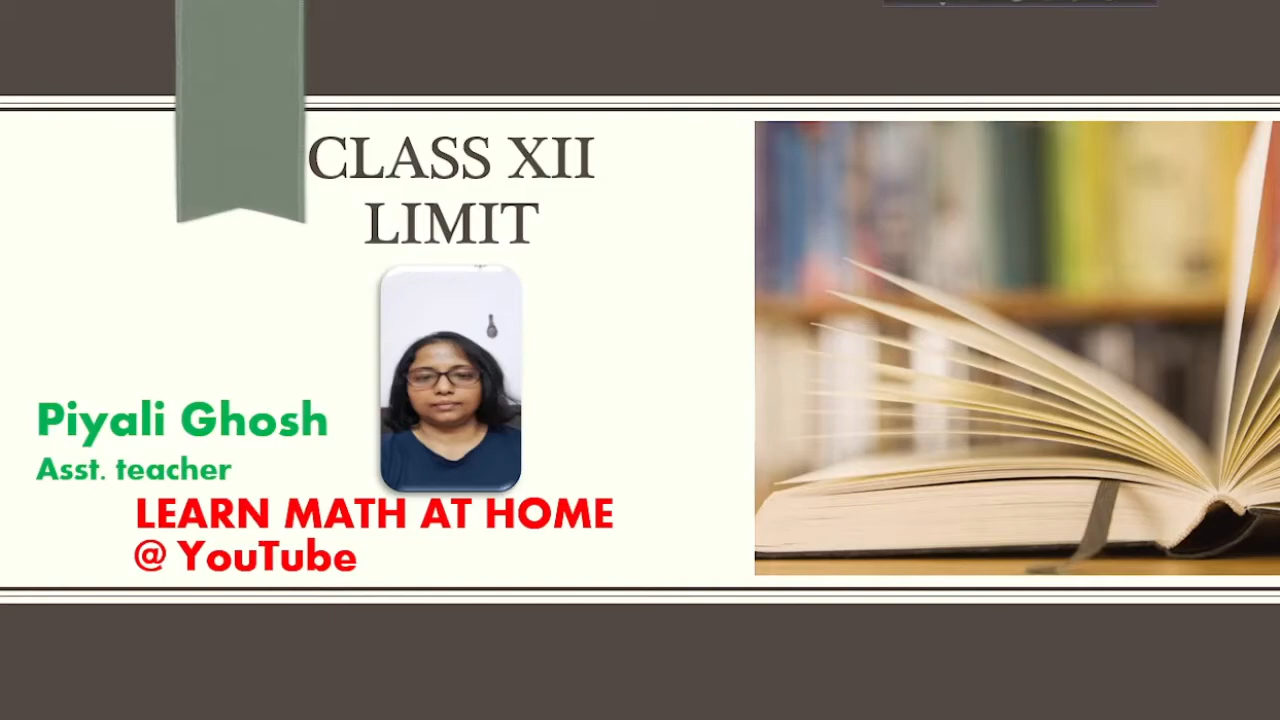 CLASS XII
LIMIT
Piyali Ghosh
Asst. teacher
LEARN MATH AT HOME
@ YouTube